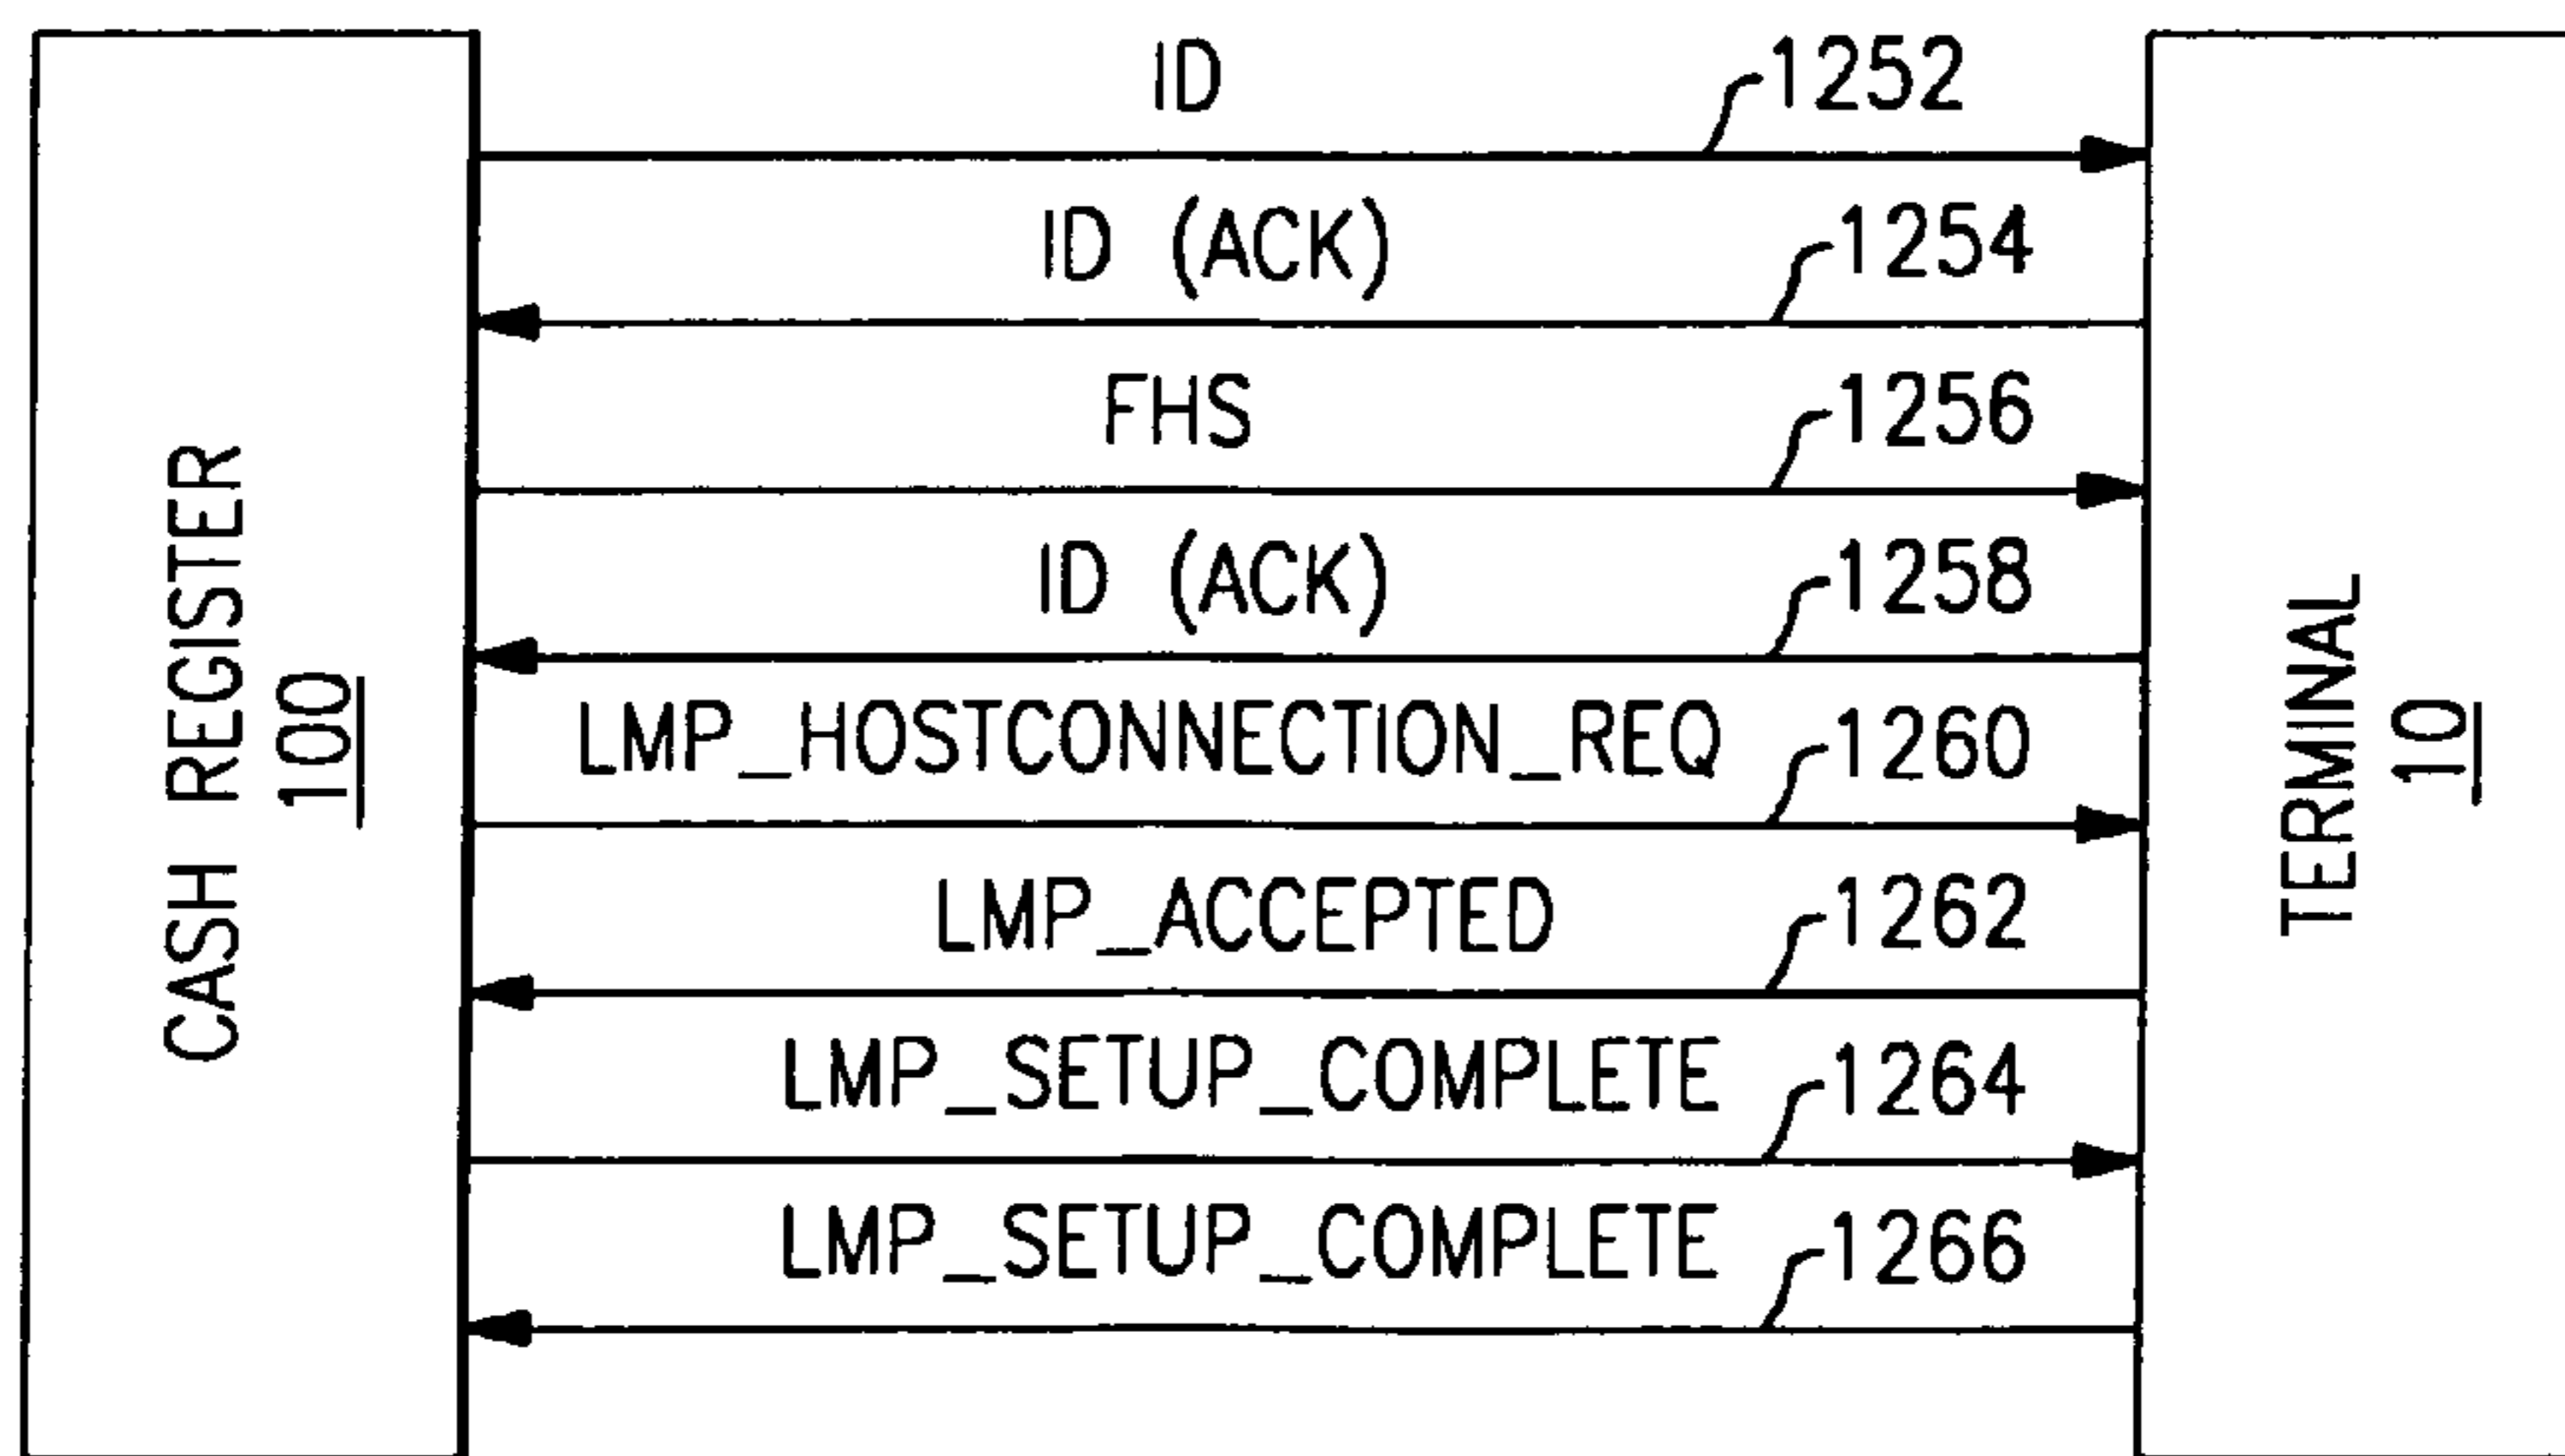 ID
1252
ID (ACK)
1254
FHS
1256
ID (ACK)
1258
LMP_HOSTCONNECTION_REQ
1260
LMP_ACCEPTED
1262
LMP_SETUP_COMPLETE
1264
LMP_SETUP_COMPLETE
1266
CASH REGISTER
100
TERMINAL
10